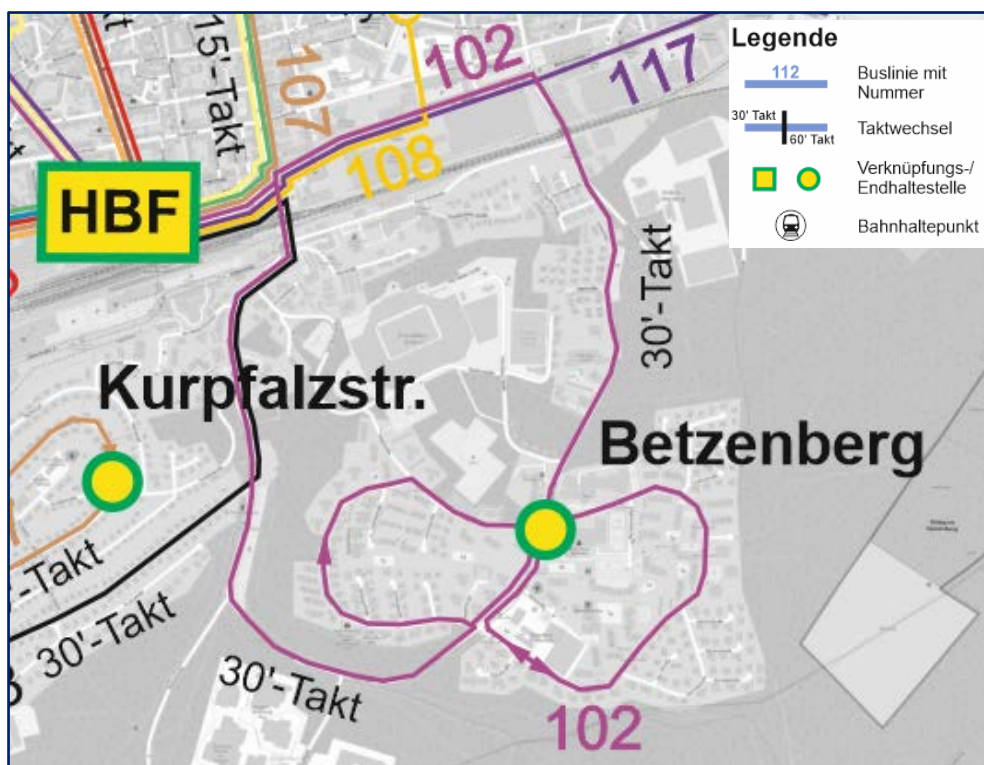 15'-Takt
107
102
117
108
HBF
30'-Takt
Kurpfalzstr.
Betzenberg
'-Takt
30'-Takt
30'-Takt
102
Legende
112
Buslinie mit
Nummer
30' Takt
60' Takt
Taktwechsel
Verknüpfungs-/
Endhaltestelle
Bahnhaltepunkt